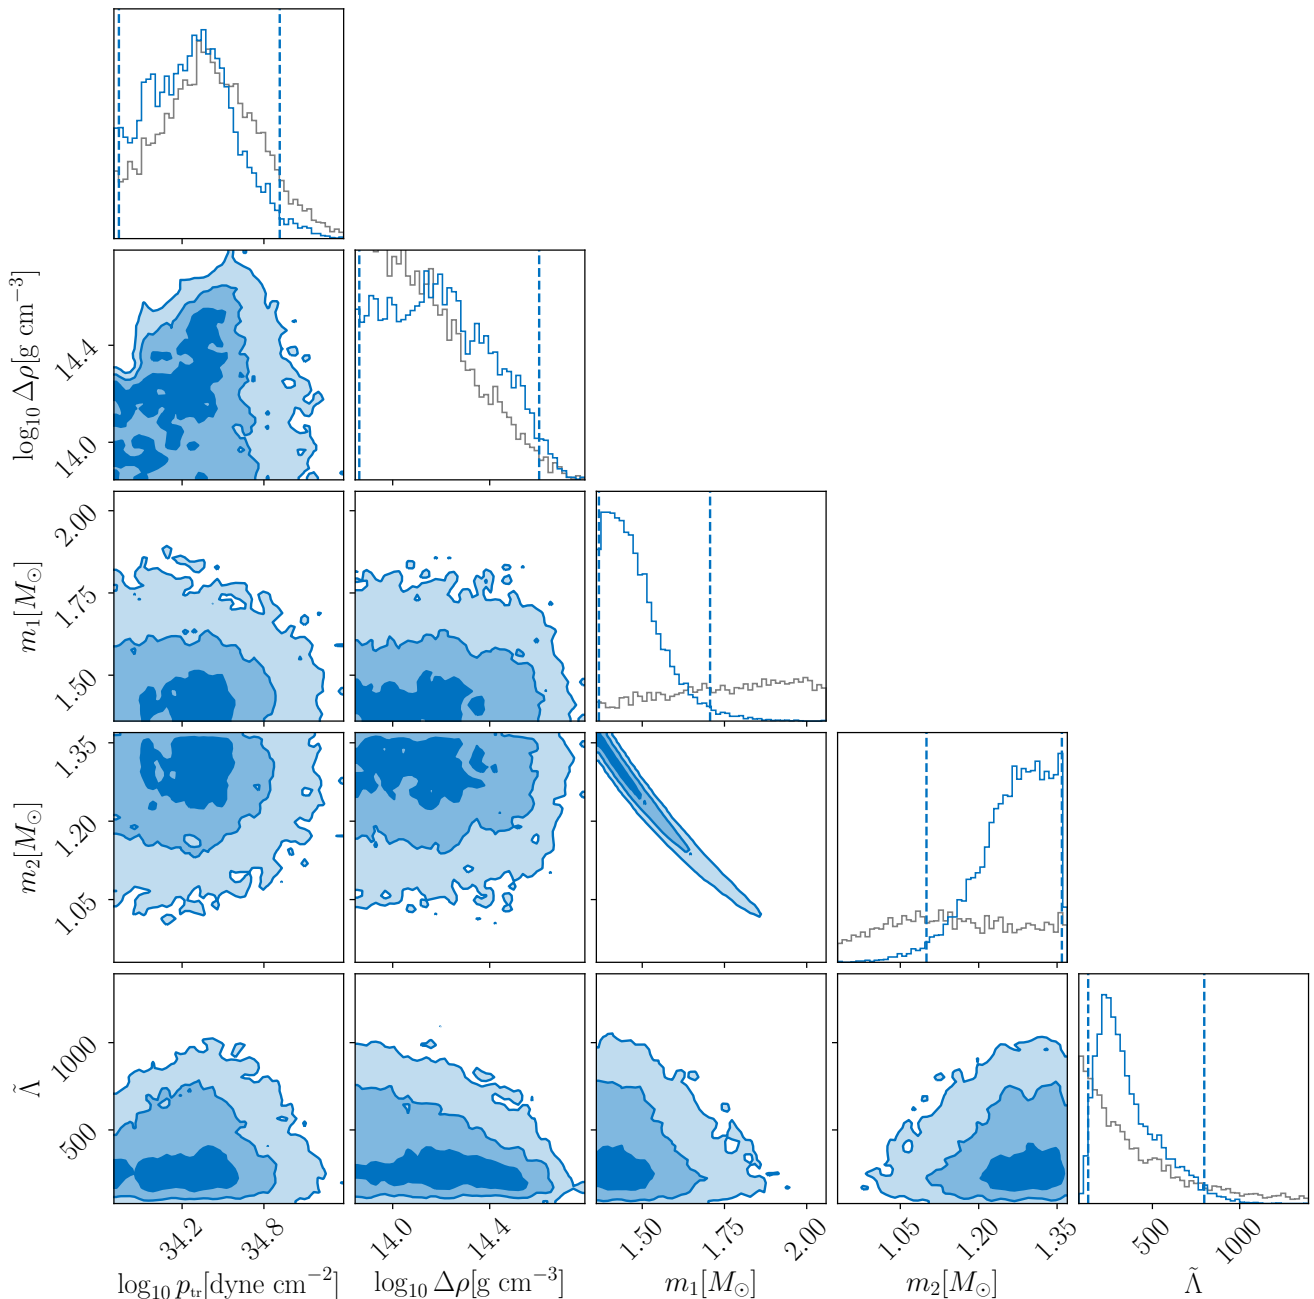 log₁₀ Δρ[g cm⁻³]
14.4
14.0
m₁[M⊙]
2.00
1.75
1.50
m₂[M⊙]
1.35
1.20
1.05
Λ̃
1000
500
34.2 34.8
14.0 14.4
1.50 1.75 2.00
1.05 1.20 1.35
500 1000
log₁₀ pₜᵣ[dyne cm⁻²]
log₁₀ Δρ[g cm⁻³]
m₁[M⊙]
m₂[M⊙]
Λ̃